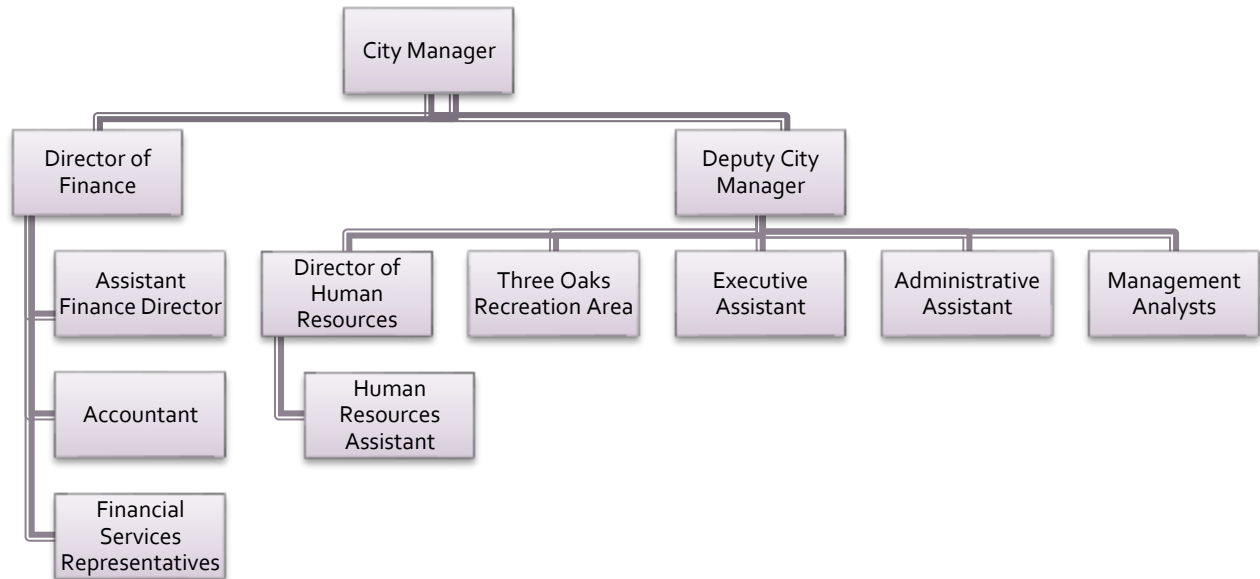 City Manager
Director of
Finance
Deputy City
Manager
Assistant
Finance Director
Director of
Human
Resources
Three Oaks
Recreation Area
Executive
Assistant
Administrative
Assistant
Management
Analysts
Accountant
Human
Resources
Assistant
Financial
Services
Representatives